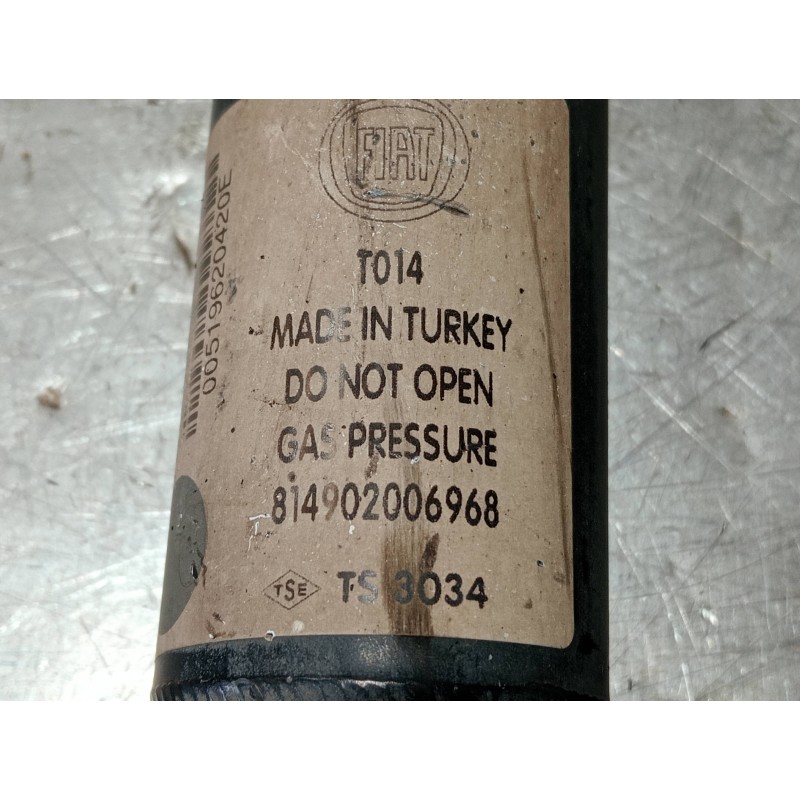 FIAT
T014
MADE IN TURKEY
DO NOT OPEN
GAS PRESSURE
814902006968
TSE TS 3034
00519620420E